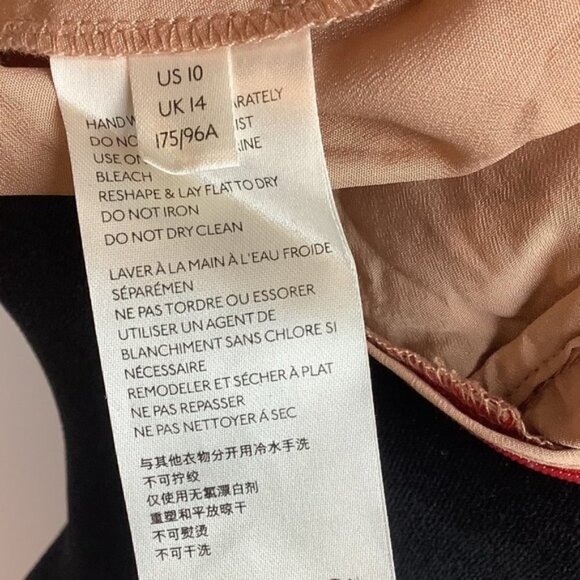 US 10
UK 14
175/96A
HAND W
RATELY
DO NO
IST
USE ON
RINE
BLEACH
RESHAPE & LAY FLAT TO DRY
DO NOT IRON
DO NOT DRY CLEAN
LAVER À LA MAIN À L'EAU FROIDE
SÉPARÉMEN
NE PAS TORDRE OU ESSORER
UTILISER UN AGENT DE
BLANCHIMENT SANS CHLORE SI
NÉCESSAIRE
REMODELER ET SÉCHER À PLAT
NE PAS REPASSER
NE PAS NETTOYER Á SEC
与其他衣物分开用冷水手洗
不可拧绞
仅使用无氯漂白剂
重塑和平放晾干
不可熨烫
不可干洗